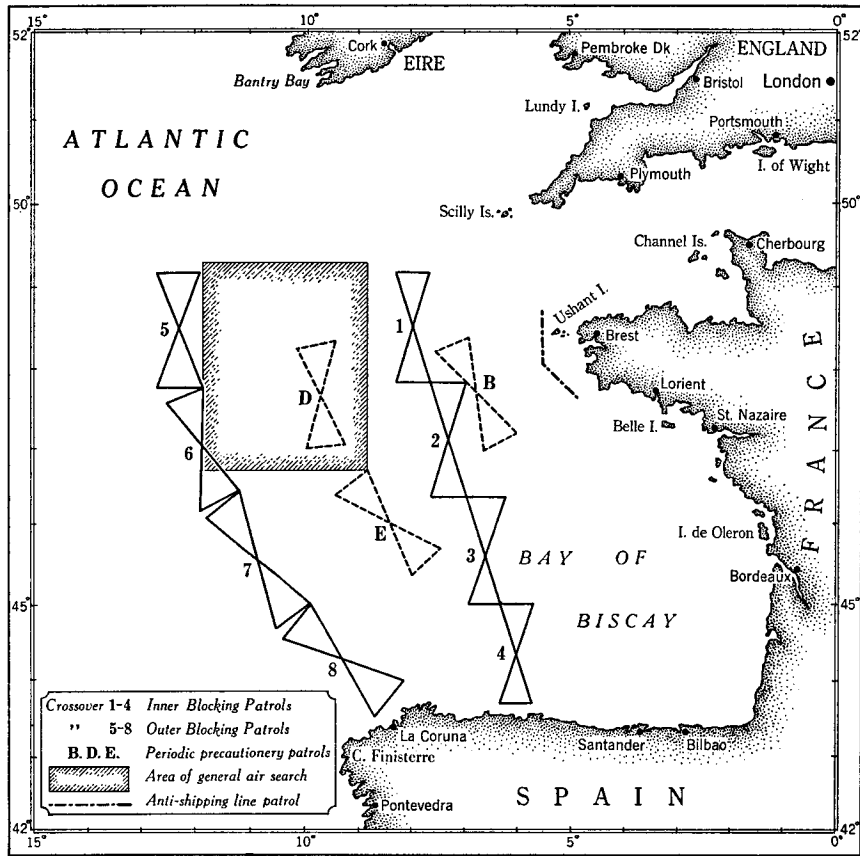 15° 10° 5°
52° 52°
Cork
EIRE
Bantry Bay
Pembroke Dk.
ENGLAND
Bristol
London
Lundy I.
Portsmouth
I. of Wight
Plymouth
ATLANTIC
OCEAN
50° 50°
Scilly Is.
Channel Is.
Cherbourg
Ushant I.
Brest
Lorient
Belle I.
St. Nazaire
FRANCE
5
1
D
B
6
2
E
7
3
BAY OF
BISCAY
I. de Oleron
Bordeaux
45° 45°
8
4
Crossover 1-4 Inner Blocking Patrols
” 5-8 Outer Blocking Patrols
B. D. E. Periodic precautionery patrols
Area of general air search
Anti-shipping line patrol
La Coruna
C. Finisterre
Pontevedra
Santander
Bilbao
SPAIN
42° 42°
15° 10° 5°